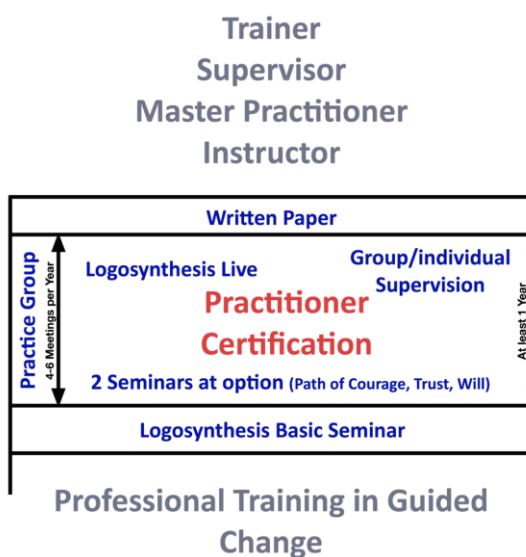 Trainer
Supervisor
Master Practitioner
Instructor
Written Paper
Practice Group
4-6 Meetings per Year
Logosynthesis Live
Group/individual
Supervision
Practitioner
Certification
At least 1 Year
2 Seminars at option (Path of Courage, Trust, Will)
Logosynthesis Basic Seminar
Professional Training in Guided
Change